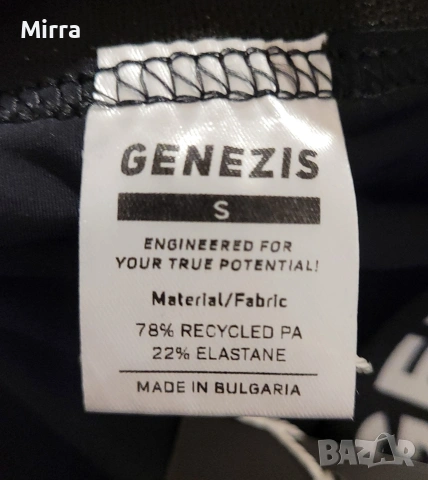 Mirra
GENEZIS
S
ENGINEERED FOR
YOUR TRUE POTENTIAL!
Material/Fabric
78% RECYCLED PA
22% ELASTANE
MADE IN BULGARIA
BAZAR